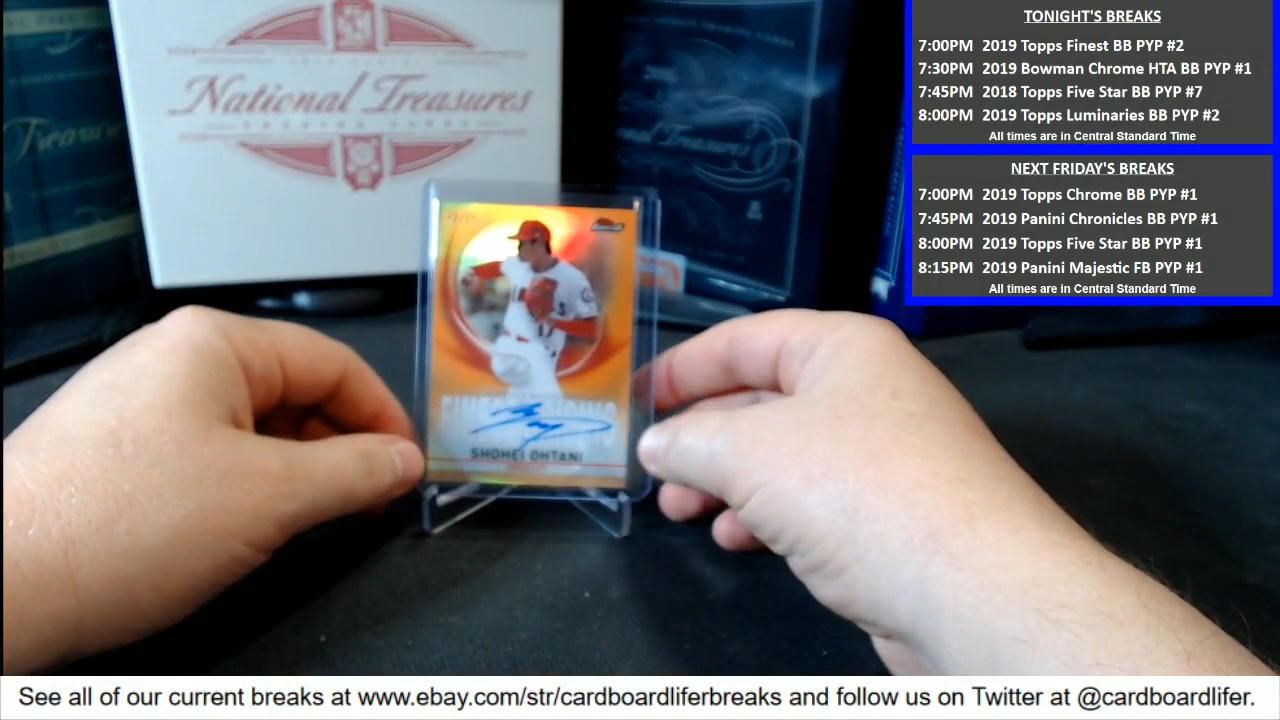 National Treasures
TRADING CARDS
SHOHEI OHTANI
TONIGHT'S BREAKS
7:00PM 2019 Topps Finest BB PYP #2
7:30PM 2019 Bowman Chrome HTA BB PYP #1
7:45PM 2018 Topps Five Star BB PYP #7
8:00PM 2019 Topps Luminaries BB PYP #2
All times are in Central Standard Time
NEXT FRIDAY'S BREAKS
7:00PM 2019 Topps Chrome BB PYP #1
7:45PM 2019 Panini Chronicles BB PYP #1
8:00PM 2019 Topps Five Star BB PYP #1
8:15PM 2019 Panini Majestic FB PYP #1
All times are in Central Standard Time
See all of our current breaks at www.ebay.com/str/cardboardliferbreaks and follow us on Twitter at @cardboardlifer.